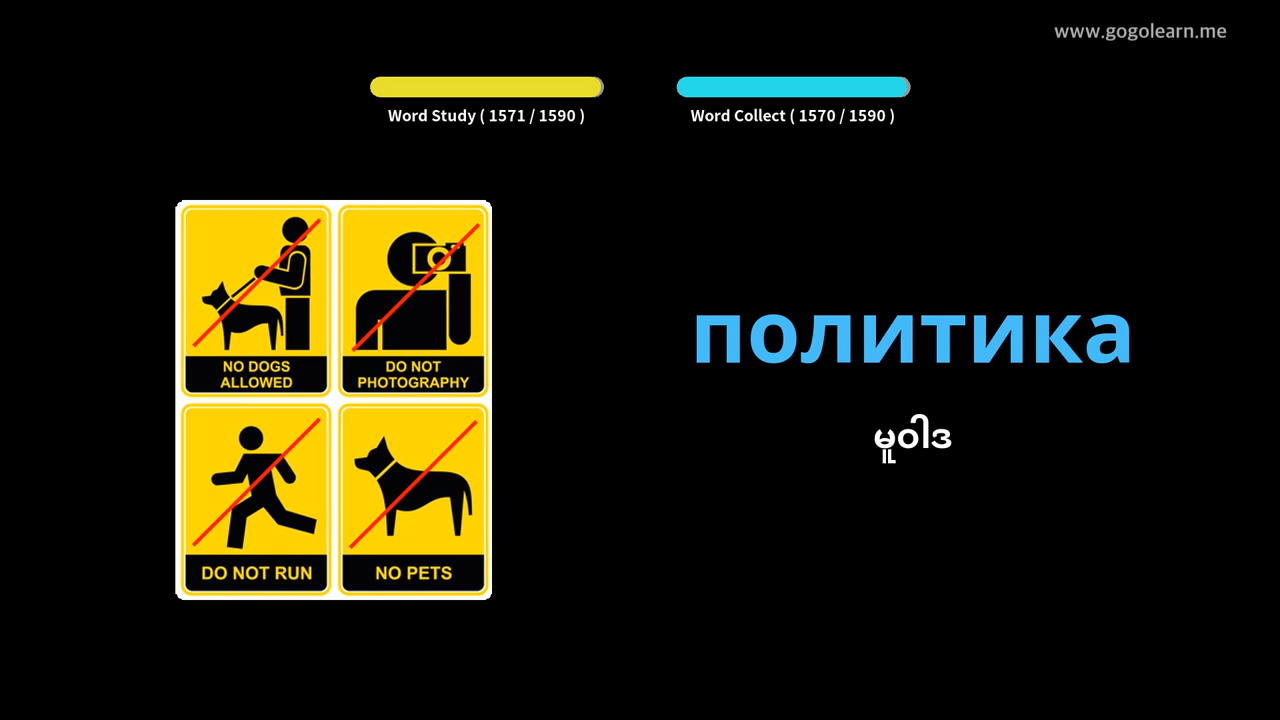 www.gogolearn.me
Word Study ( 1571 / 1590 )
Word Collect ( 1570 / 1590 )
NO DOGS
ALLOWED
DO NOT
PHOTOGRAPHY
DO NOT RUN
NO PETS
политика
မူဝါဒ